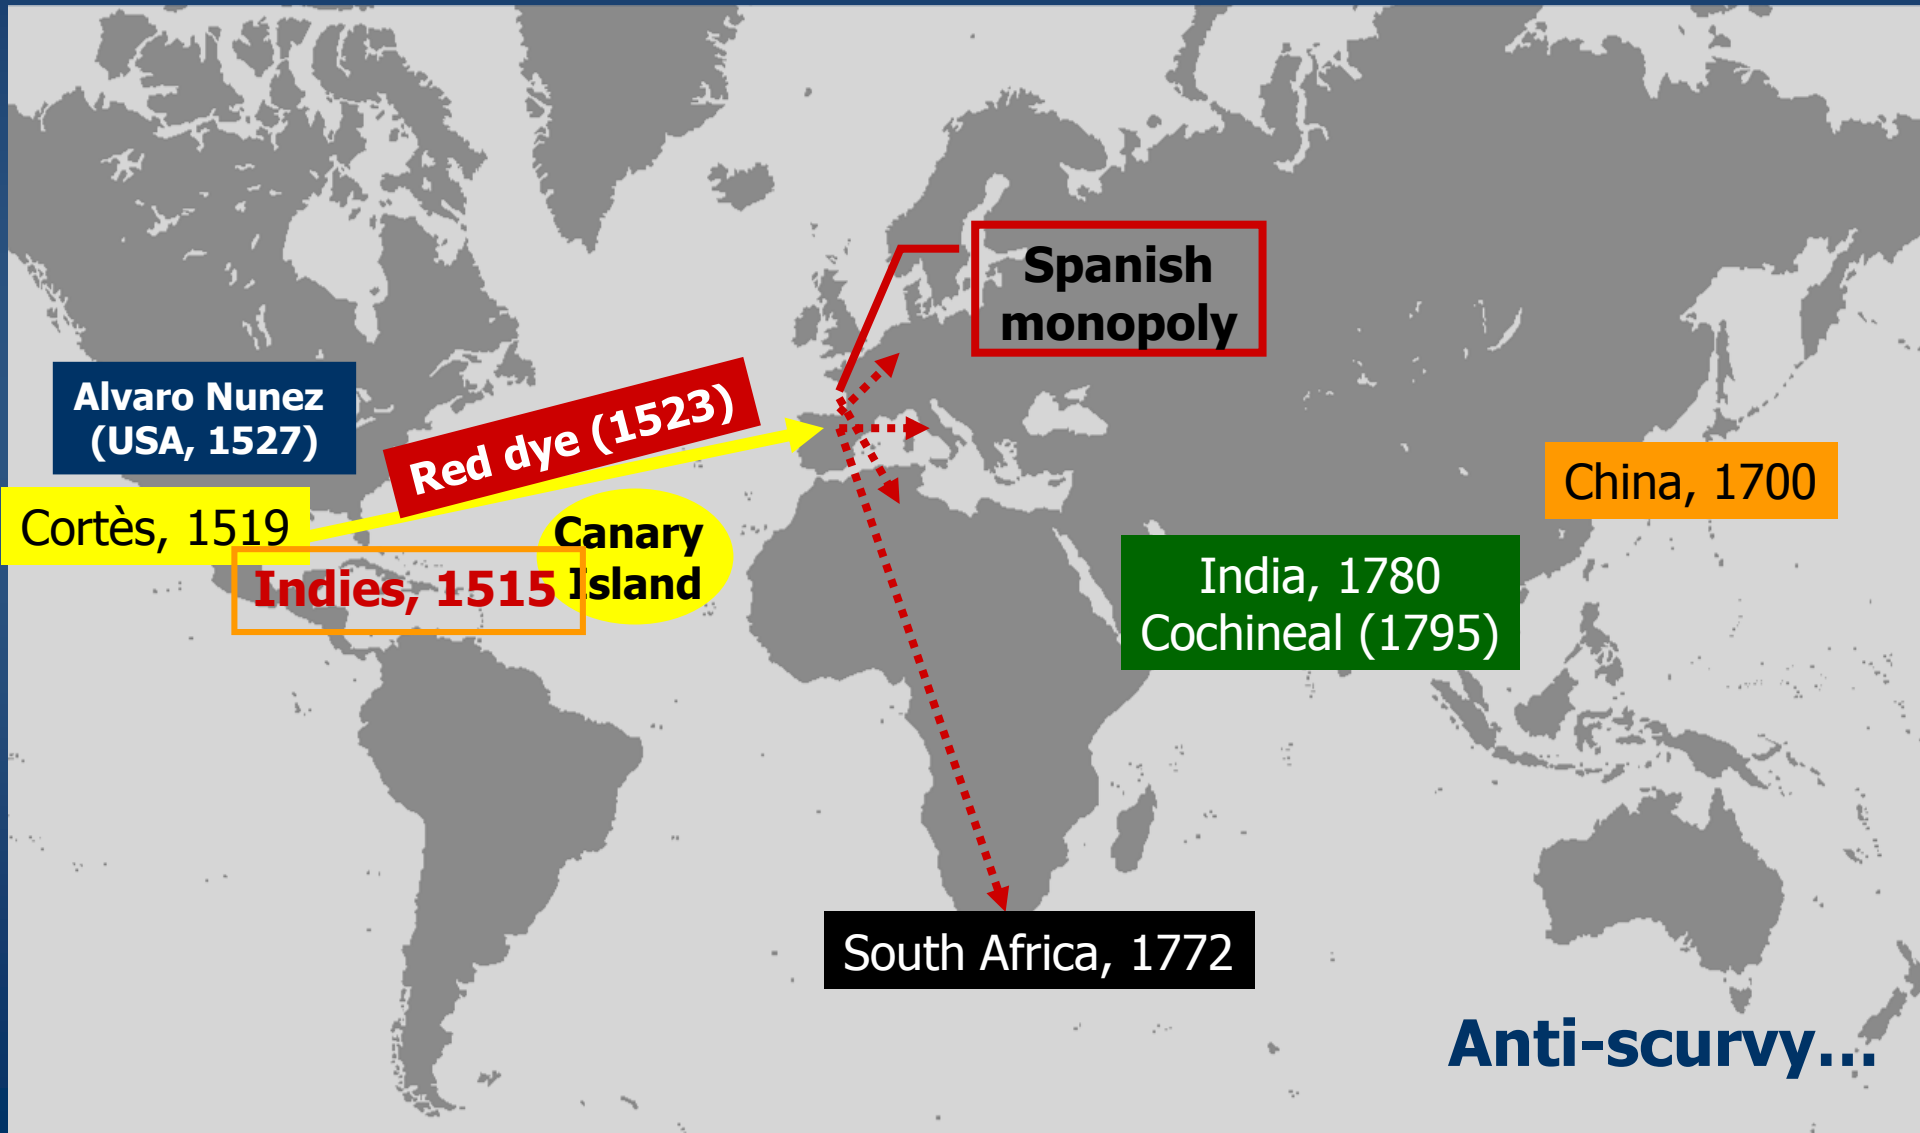 Spanish
monopoly
Alvaro Nunez
(USA, 1527)
Red dye (1523)
Cortès, 1519
Canary
Island
Indies, 1515
China, 1700
India, 1780
Cochineal (1795)
South Africa, 1772
Anti-scurvy...